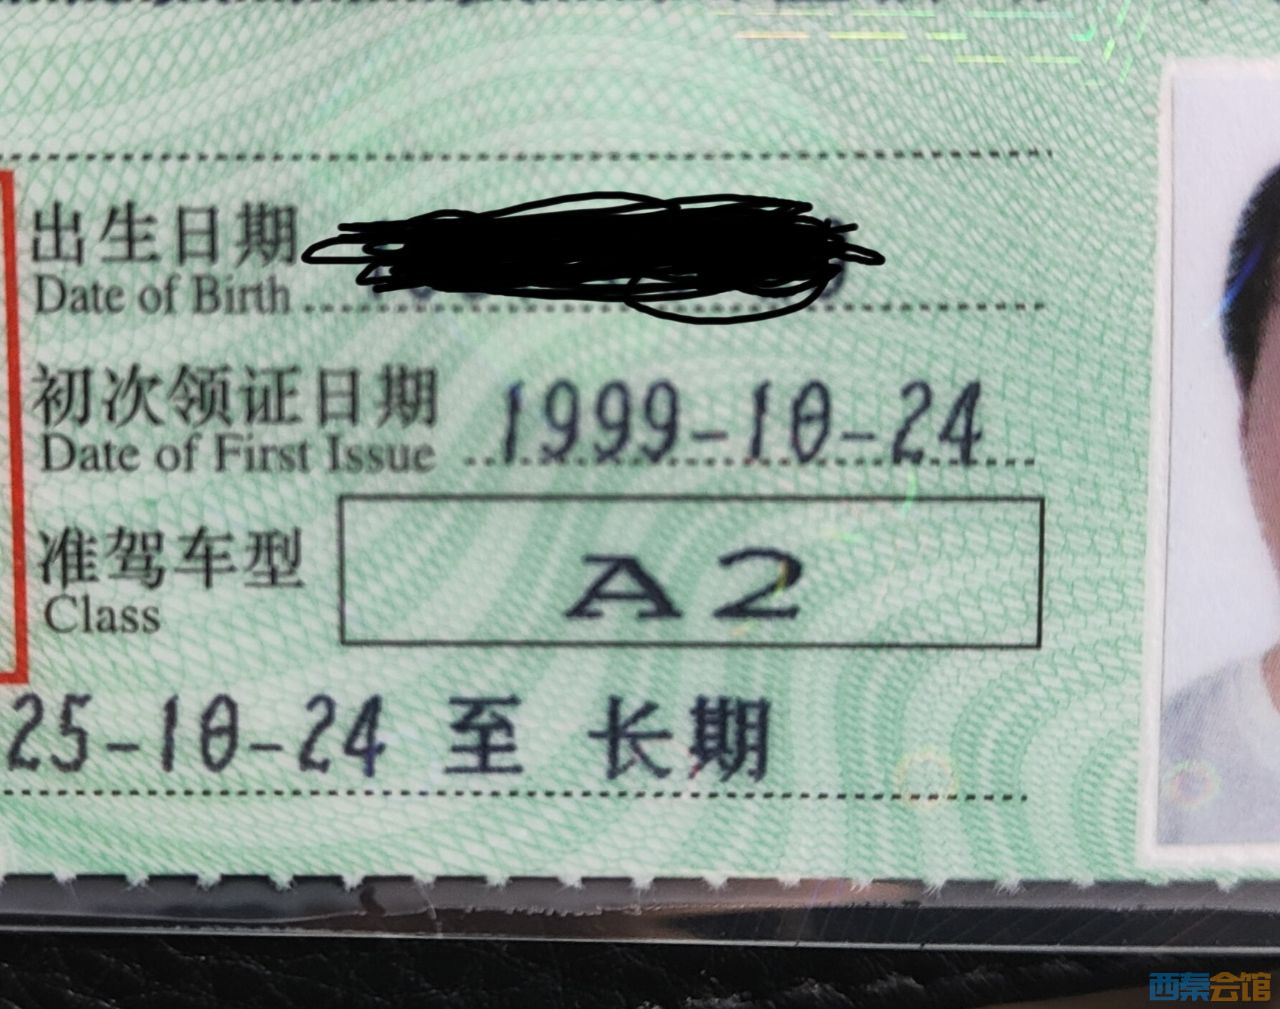 出生日期
Date of Birth
初次领证日期 1999-10-24
Date of First Issue
准驾车型 A2
Class
25-10-24 至 长期
西秦会馆